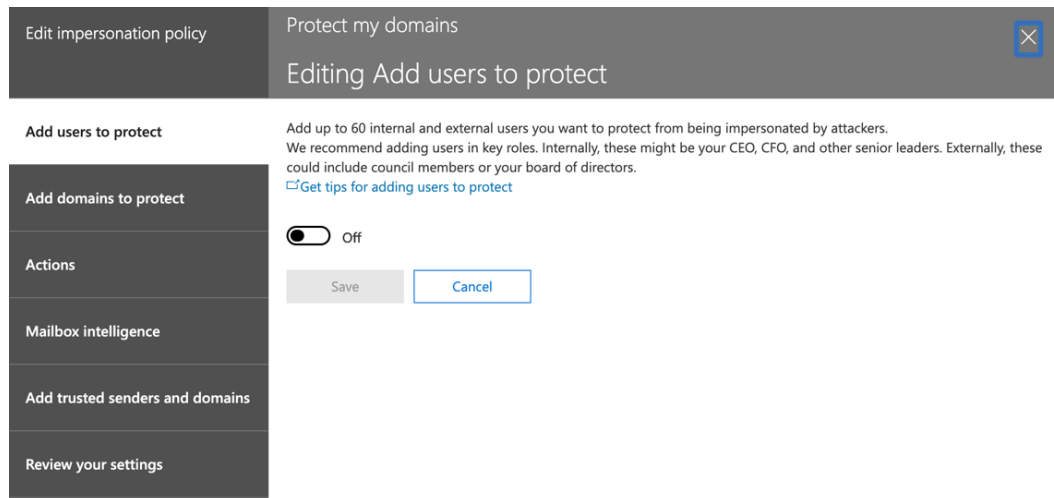 Edit impersonation policy
Protect my domains
Editing Add users to protect
Add users to protect
Add domains to protect
Actions
Mailbox intelligence
Add trusted senders and domains
Review your settings
Add up to 60 internal and external users you want to protect from being impersonated by attackers.
We recommend adding users in key roles. Internally, these might be your CEO, CFO, and other senior leaders. Externally, these
could include council members or your board of directors.
Get tips for adding users to protect
Off
Save
Cancel